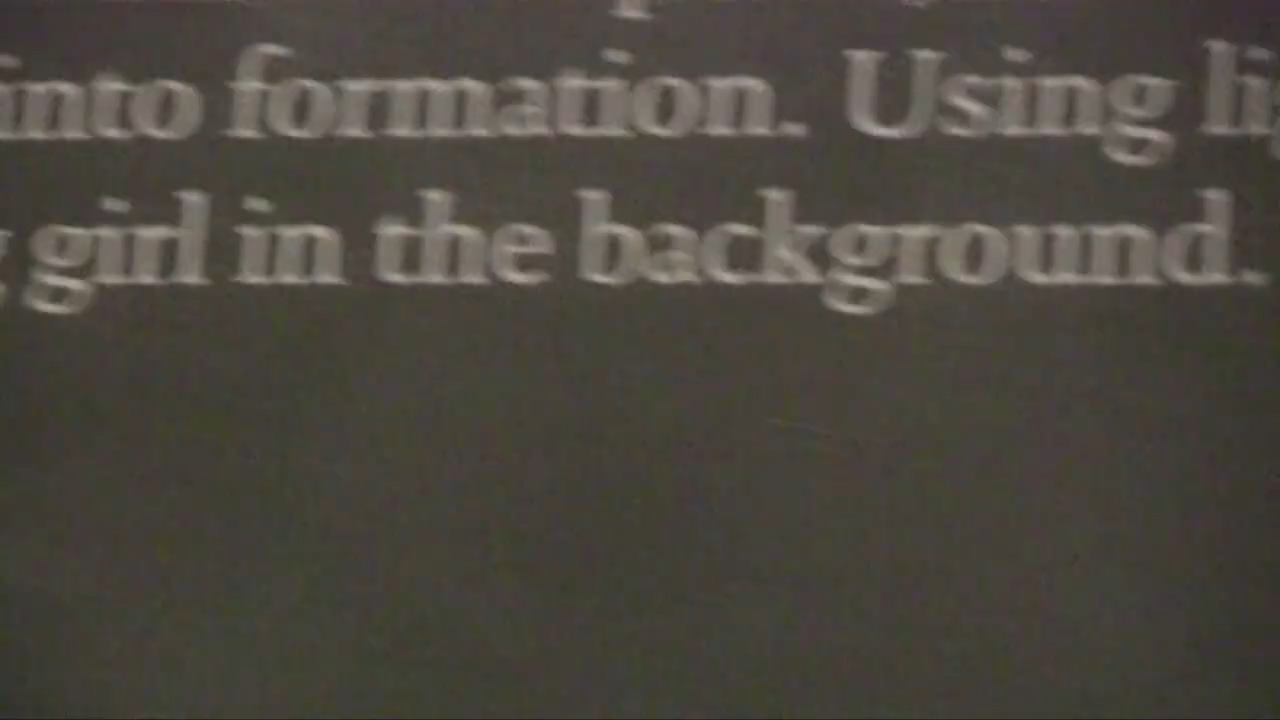 into formation. Using
girl in the background.